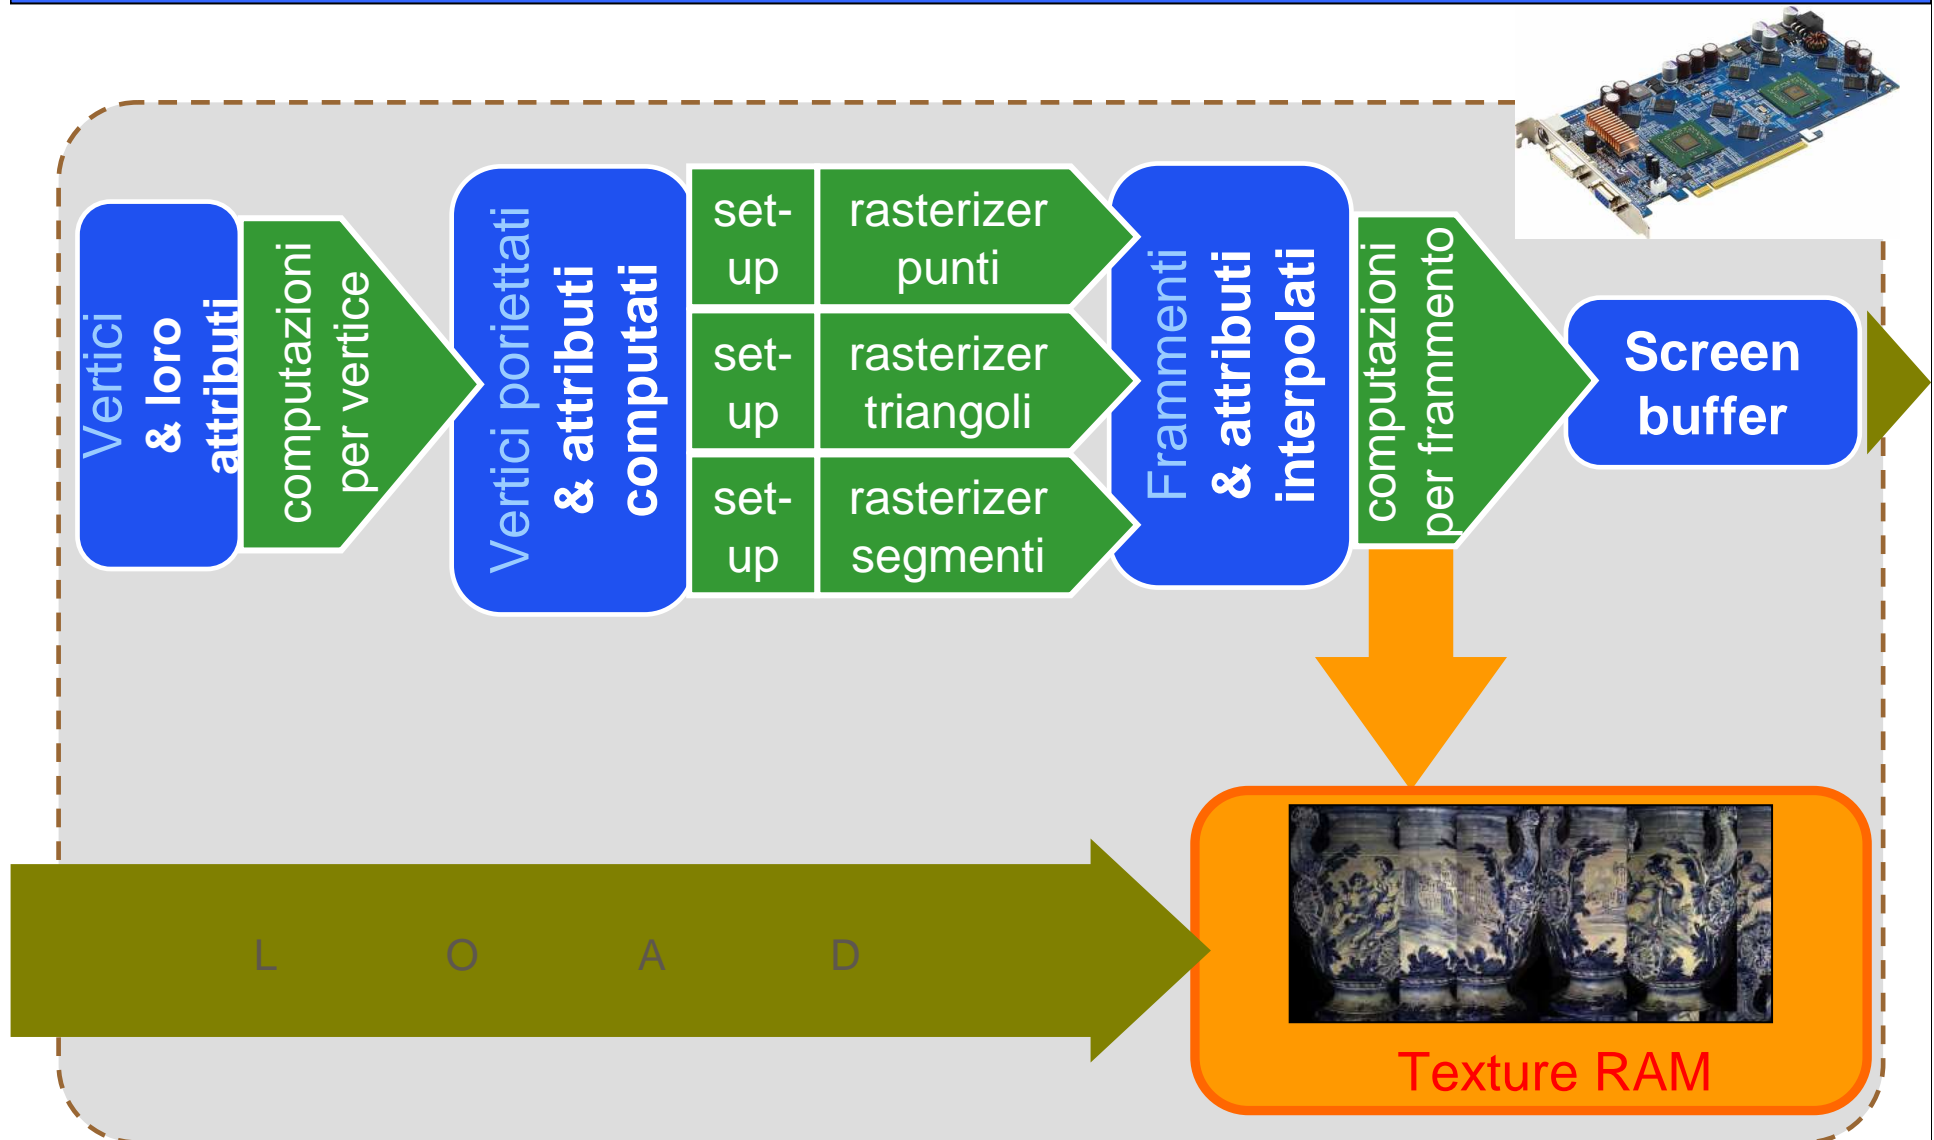 Vertici
& loro
attributi
computazioni
per vertice
Vertici poriettati
& attributi
computati
set-
up
rasterizer
punti
set-
up
rasterizer
triangoli
set-
up
rasterizer
segmenti
Frammenti
& attributi
interpolati
computazioni
per frammento
Screen
buffer
L O A D
Texture RAM